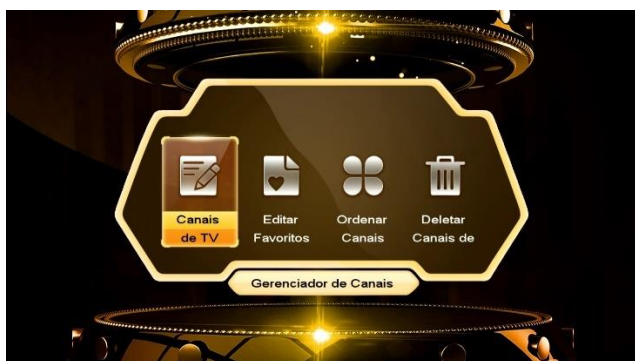 Canais
de TV
Editar
Favoritos
Ordenar
Canais
Deletar
Canais de
Gerenciador de Canais